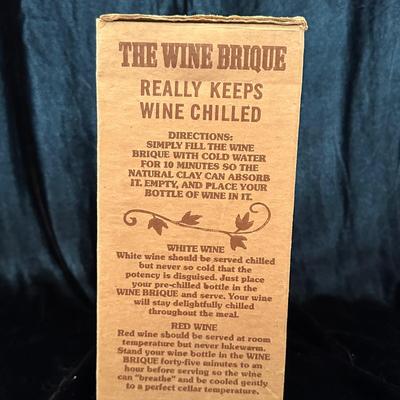 THE WINE BRIQUE
REALLY KEEPS
WINE CHILLED
DIRECTIONS:
SIMPLY FILL THE WINE
BRIQUE WITH COLD WATER
FOR 10 MINUTES SO THE
NATURAL CLAY CAN ABSORB
IT, EMPTY, AND PLACE YOUR
BOTTLE OF WINE IN IT.
WHITE WINE
White wine should be served chilled
but never so cold that the
potency is disguised. Just place
your pre-chilled bottle in the
WINE BRIQUE and serve. Your wine
will stay delightfully chilled
throughout the meal.
RED WINE
Red wine should be served at room
temperature but never lukewarm.
Stand your wine bottle in the WINE
BRIQUE forty-five minutes to an
hour before serving so the wine
can "breathe" and be cooled gently
to a perfect cellar temperature.